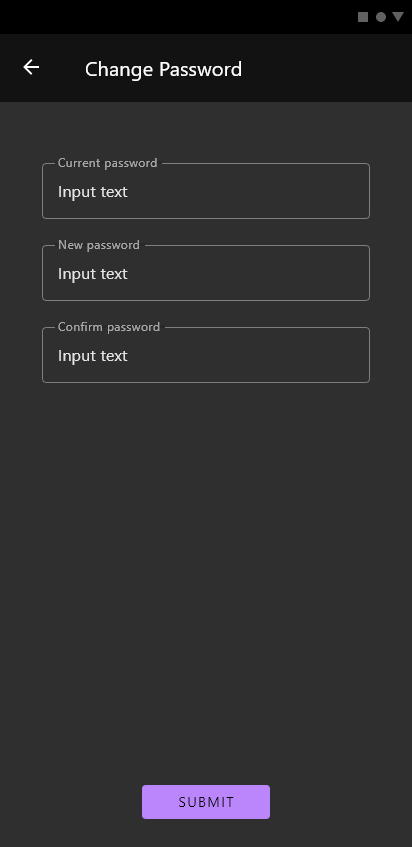 Change Password
Current password
Input text
New password
Input text
Confirm password
Input text
SUBMIT